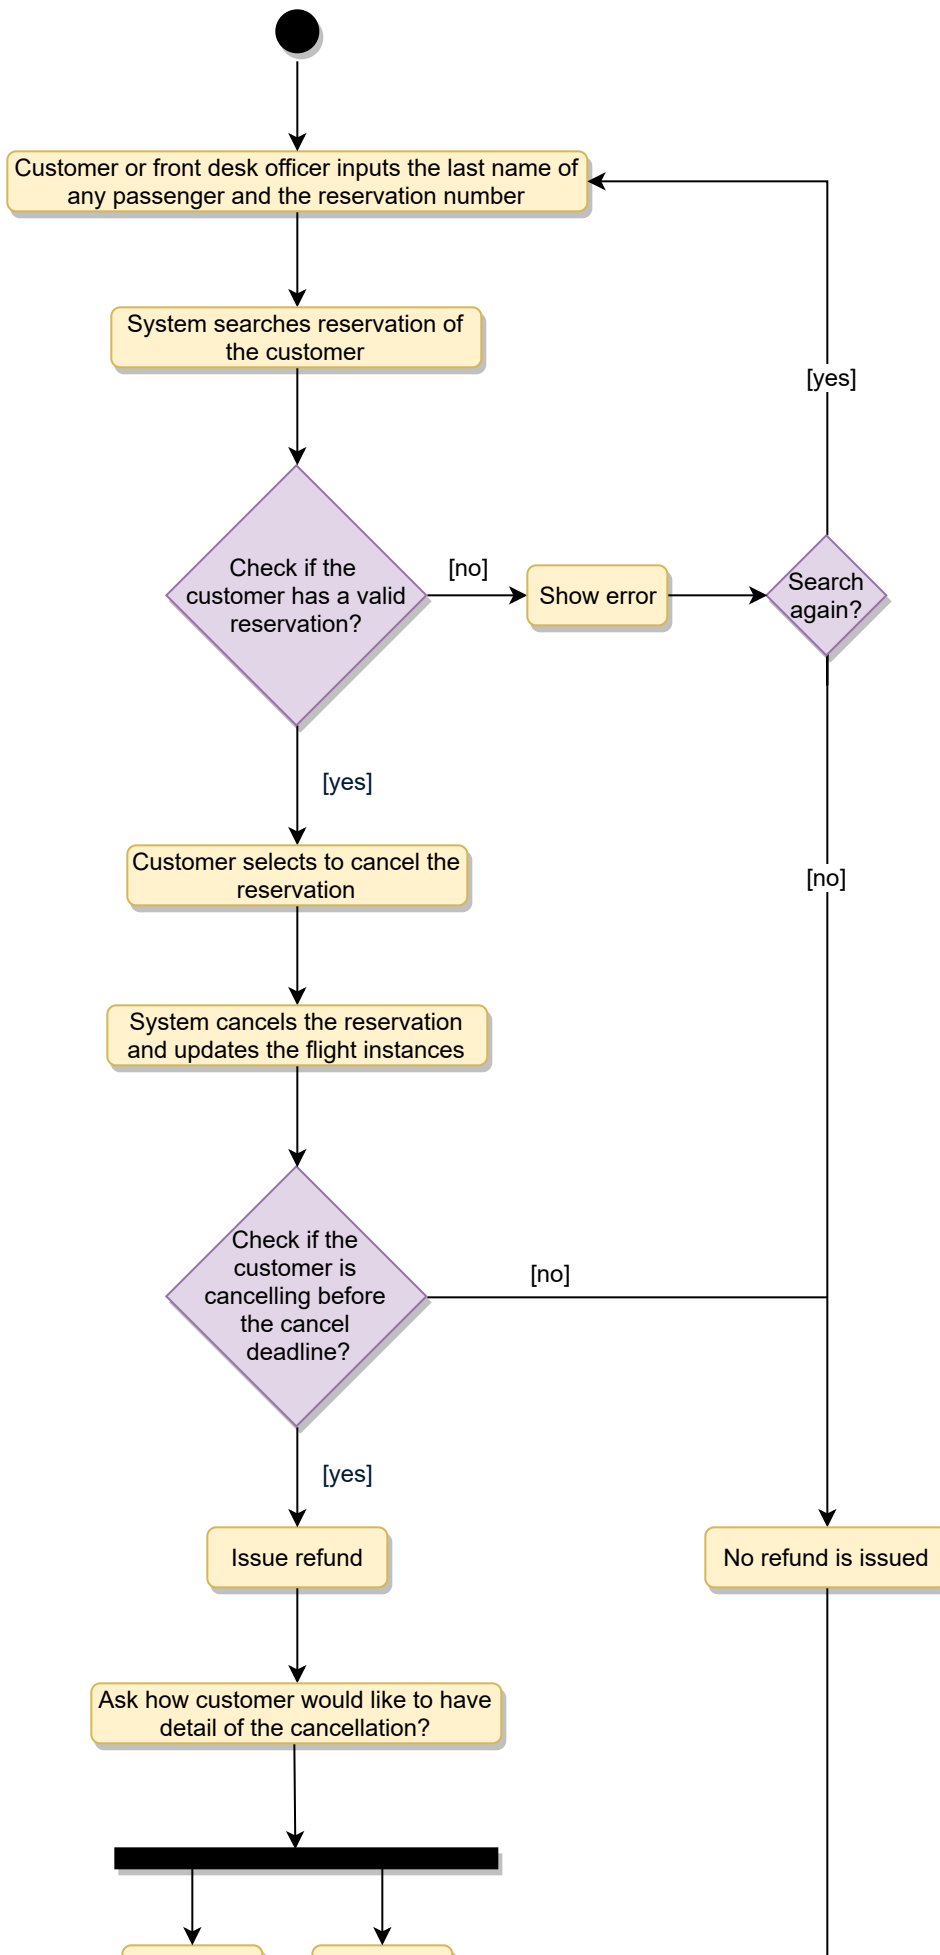 Customer or front desk officer inputs the last name of
any passenger and the reservation number
System searches reservation of
the customer
[yes]
Check if the
customer has a valid
reservation?
[no]
Show error
Search
again?
[yes]
Customer selects to cancel the
reservation
[no]
System cancels the reservation
and updates the flight instances
Check if the
customer is
cancelling before
the cancel
deadline?
[no]
[yes]
Issue refund
No refund is issued
Ask how customer would like to have
detail of the cancellation?